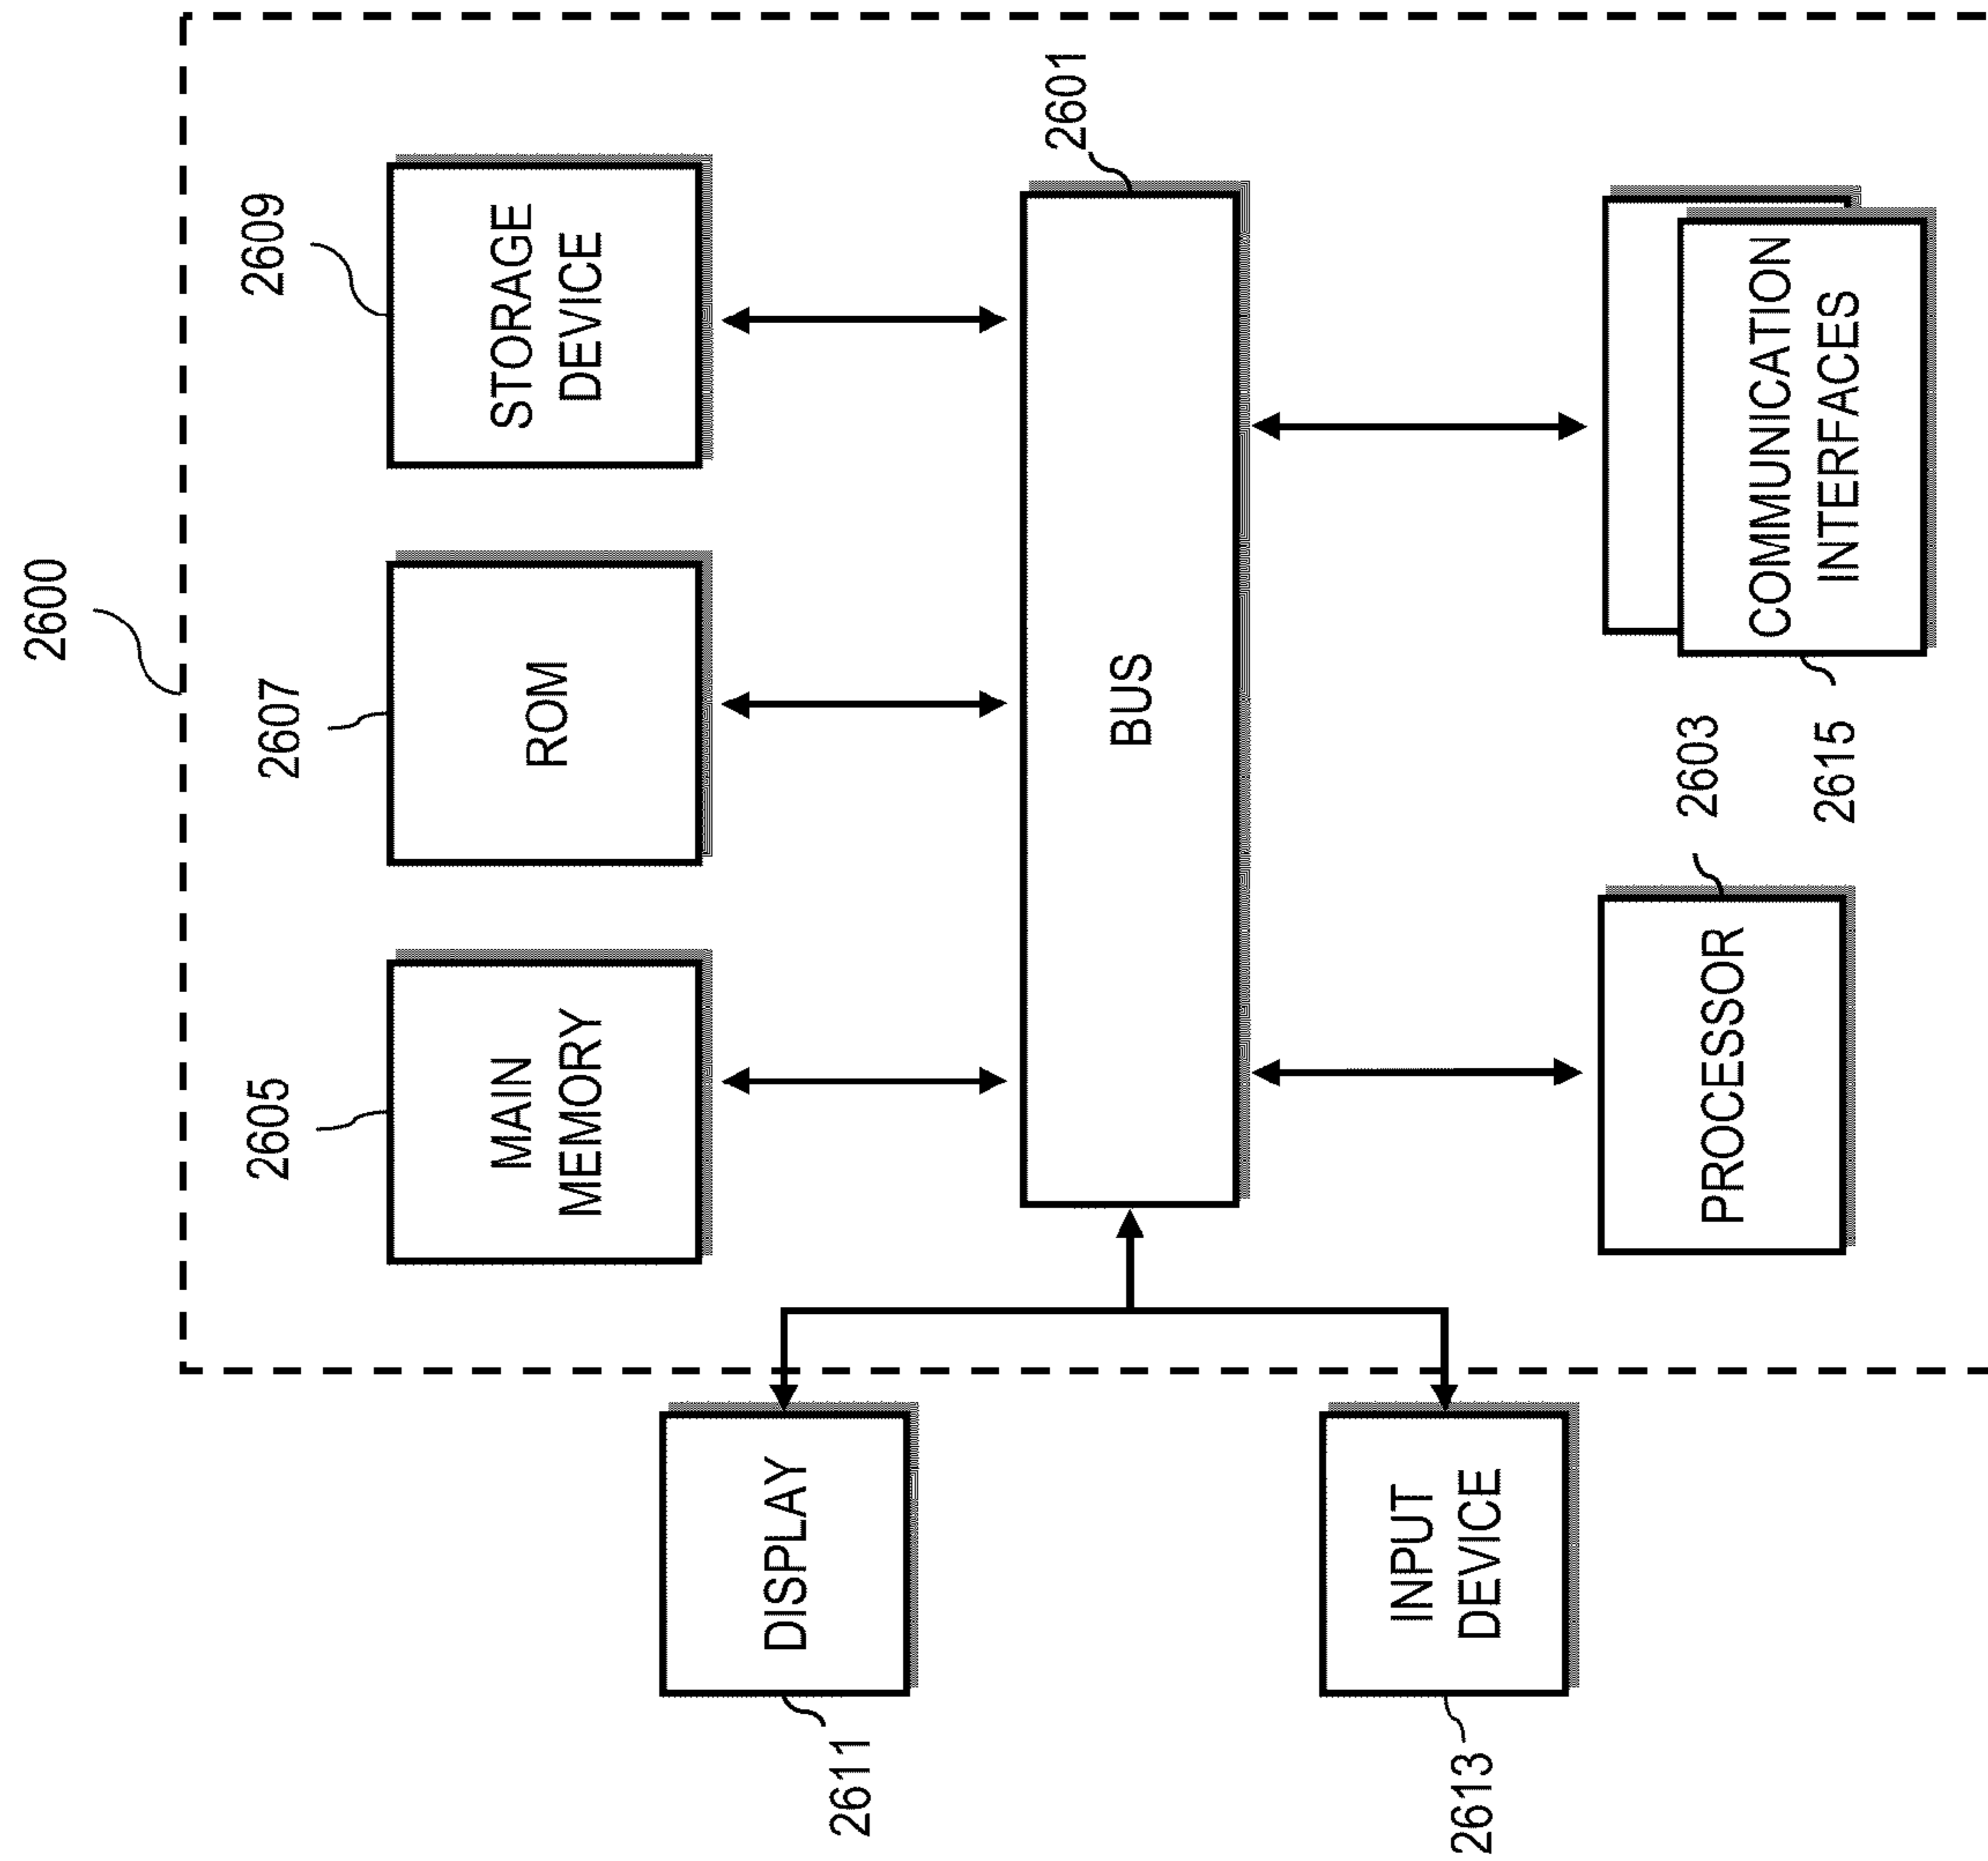 2600
2605
2607
2609
MAIN
MEMORY
ROM
STORAGE
DEVICE
2611
DISPLAY
BUS
2601
2613
INPUT
DEVICE
PROCESSOR
2603
2615
COMMUNICATION
INTERFACES